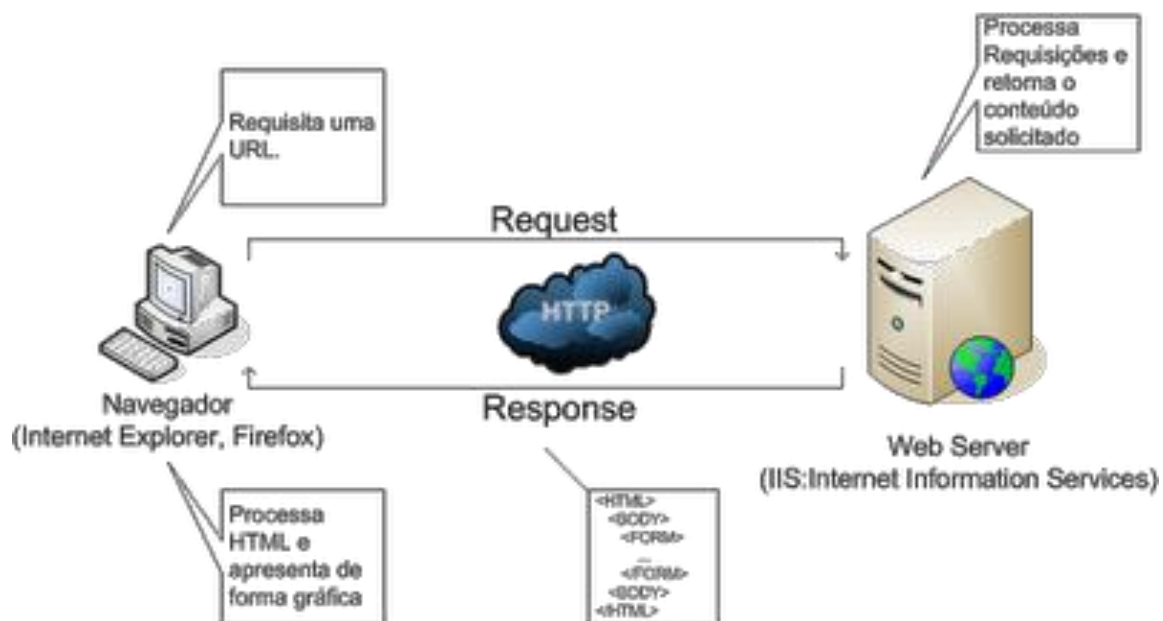 Processa
Requisições e
retorna o
conteúdo
solicitado
Requisita uma
URL.
Request
HTTP
Response
Navegador
(Internet Explorer, Firefox)
Web Server
(IIS:Internet Information Services)
Processa
HTML e
apresenta de
forma gráfica
<HTML>
<BODY>
<FORM>
...
</FORM>
<BODY>
</HTML>